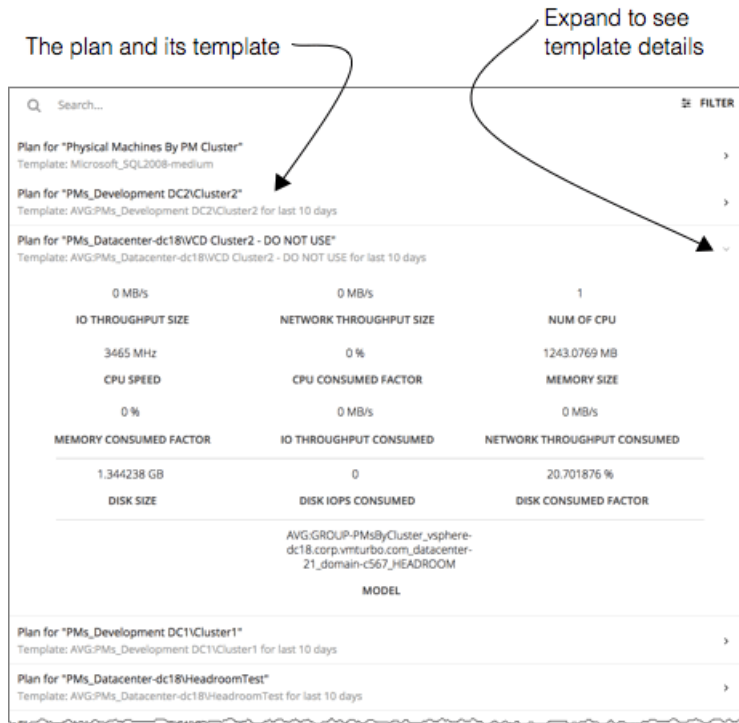 The plan and its template
Expand to see
template details
Search...
FILTER
Plan for "Physical Machines By PM Cluster"
Template: Microsoft_SQL2008-medium
Plan for "PMs_Development DC2\Cluster2"
Template: AVG:PMs_Development DC2\Cluster2 for last 10 days
Plan for "PMs_Datacenter-dc18\VCD Cluster2 - DO NOT USE"
Template: AVG:PMs_Datacenter-dc18\VCD Cluster2 - DO NOT USE for last 10 days
0 MB/s 0 MB/s 1
IO THROUGHPUT SIZE NETWORK THROUGHPUT SIZE NUM OF CPU
3465 MHz 0 % 1243.0769 MB
CPU SPEED CPU CONSUMED FACTOR MEMORY SIZE
0 % 0 MB/s 0 MB/s
MEMORY CONSUMED FACTOR IO THROUGHPUT CONSUMED NETWORK THROUGHPUT CONSUMED
1.344238 GB 0 20.701876 %
DISK SIZE DISK IOPS CONSUMED DISK CONSUMED FACTOR
AVG:GROUP-PMsByCluster_vsphere-
dc18.corp.vmturbo.com_datacenter-
21_domain-c567_HEADROOM
MODEL
Plan for "PMs_Development DC1\Cluster1"
Template: AVG:PMs_Development DC1\Cluster1 for last 10 days
Plan for "PMs_Datacenter-dc18\HeadroomTest"
Template: AVG:PMs_Datacenter-dc18\HeadroomTest for last 10 days